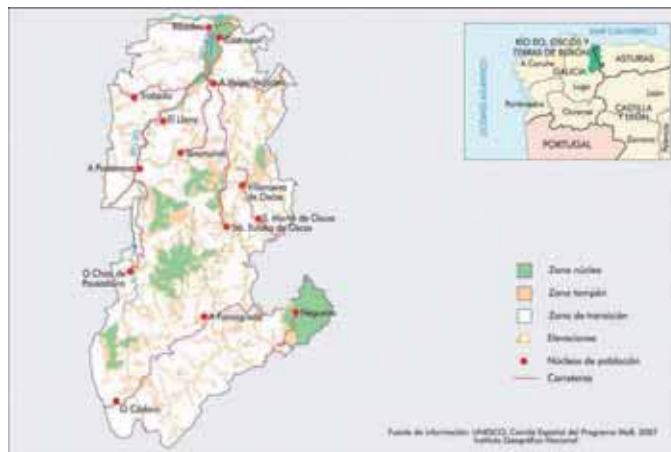 Ribadeo
Castropol
A Veiga/Vegadeo
Trabada
El Llano
Taramundi
A Pontenova
Villanueva
de Oscos
S. Martín de Oscos
Sta. Eulalia de Oscos
O Chao de
Pousadoiro
A Fonsagrada
Negueira
O Cádavo
MAR CANTÁBRICO
RÍO EO, OSCOS Y
TERRAS DE BURÓN
OCÉANO ATLÁNTICO
A Coruña
GALICIA
Lugo
ASTURIAS
León
Pontevedra
Ourense
CASTILLA
Y LEÓN
Zamora
PORTUGAL
Zona núcleo
Zona tampón
Zona de transición
Elevaciones
Núcleos de población
Carreteras
Fuente de información: UNESCO, Comité Español del Programa MaB, 2007
Instituto Geográfico Nacional